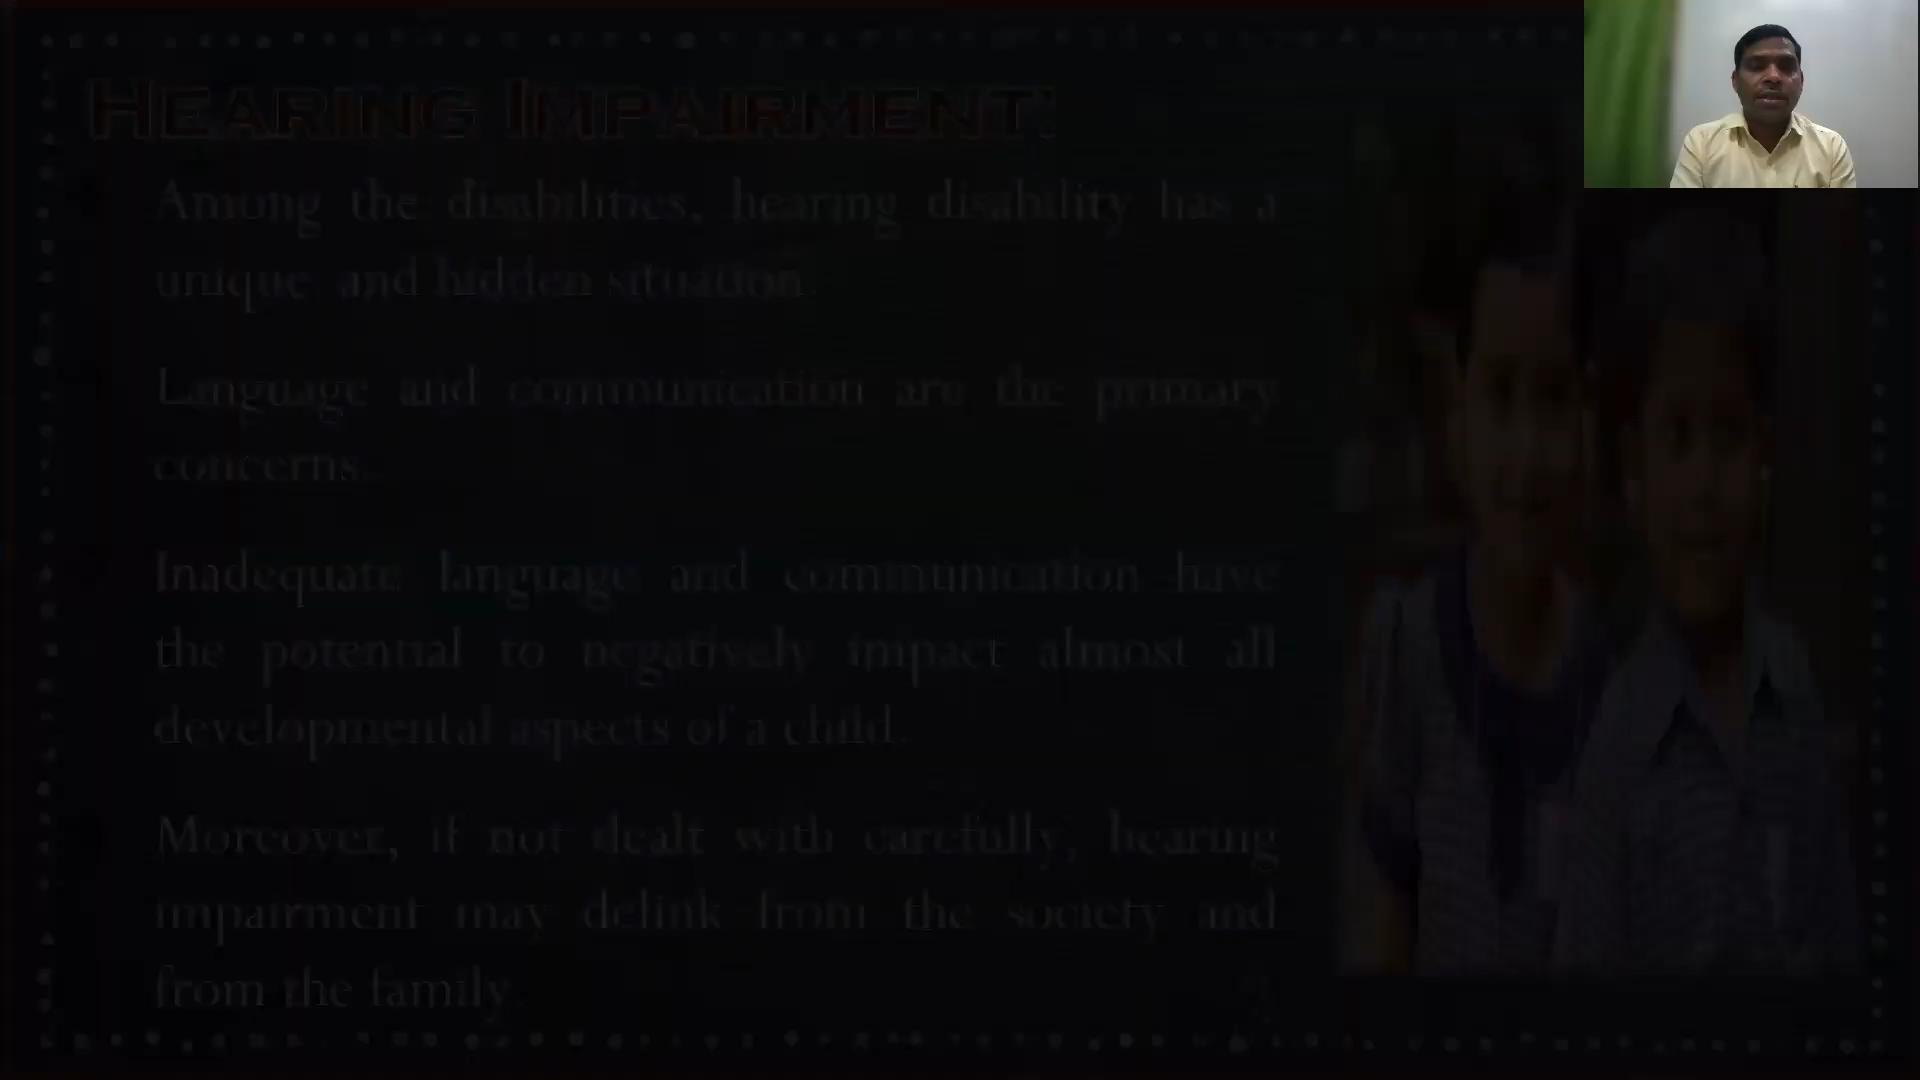 HEARING IMPAIRMENT:
Among the disabilities, hearing disability has a
unique and hidden situation.
Language and communication are the primary
concerns.
Inadequate language and communication have
the potential to negatively impact almost all
developmental aspects of a child.
Moreover, if not dealt with carefully, hearing
impairment may delink from the society and
from the family.